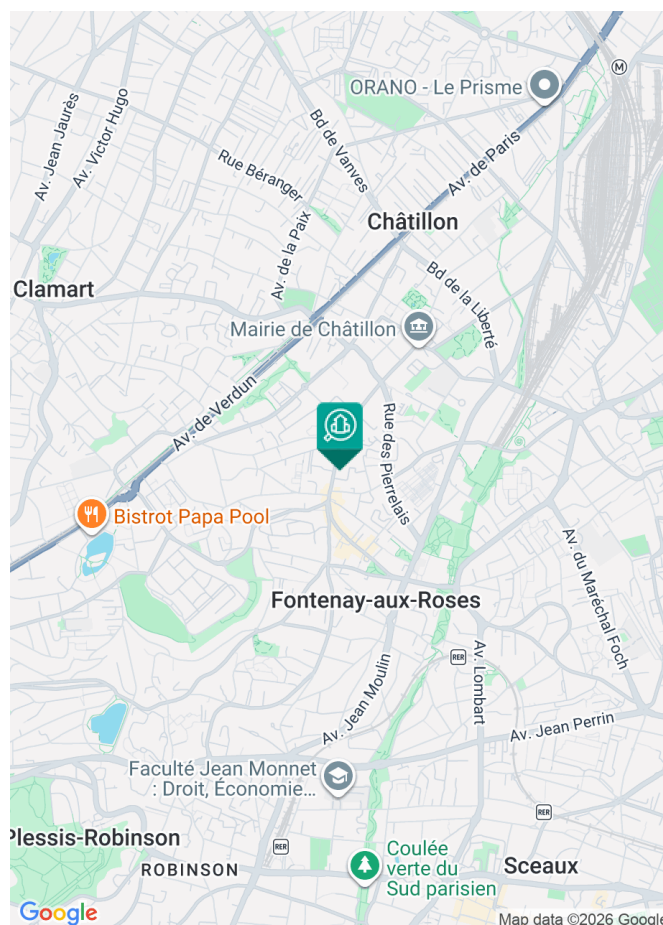 ORANO - Le Prisme
M
Av. Jean Jaurès
Av. Victor Hugo
Bd de Vanves
Rue Béranger
Av. de Paris
Av. de la Paix
Châtillon
Clamart
Bd de la Liberté
Mairie de Châtillon
Av. de Verdun
Rue des Pierrelais
Bistrot Papa Pool
Av. du Maréchal Foch
Fontenay-aux-Roses
RER
Av. Lombart
Av. Jean Moulin
Av. Jean Perrin
Faculté Jean Monnet
: Droit, Économie...
RER
Plessis-Robinson
RER
ROBINSON
Coulée
verte du
Sud parisien
Sceaux
Google
Map data ©2026 Google